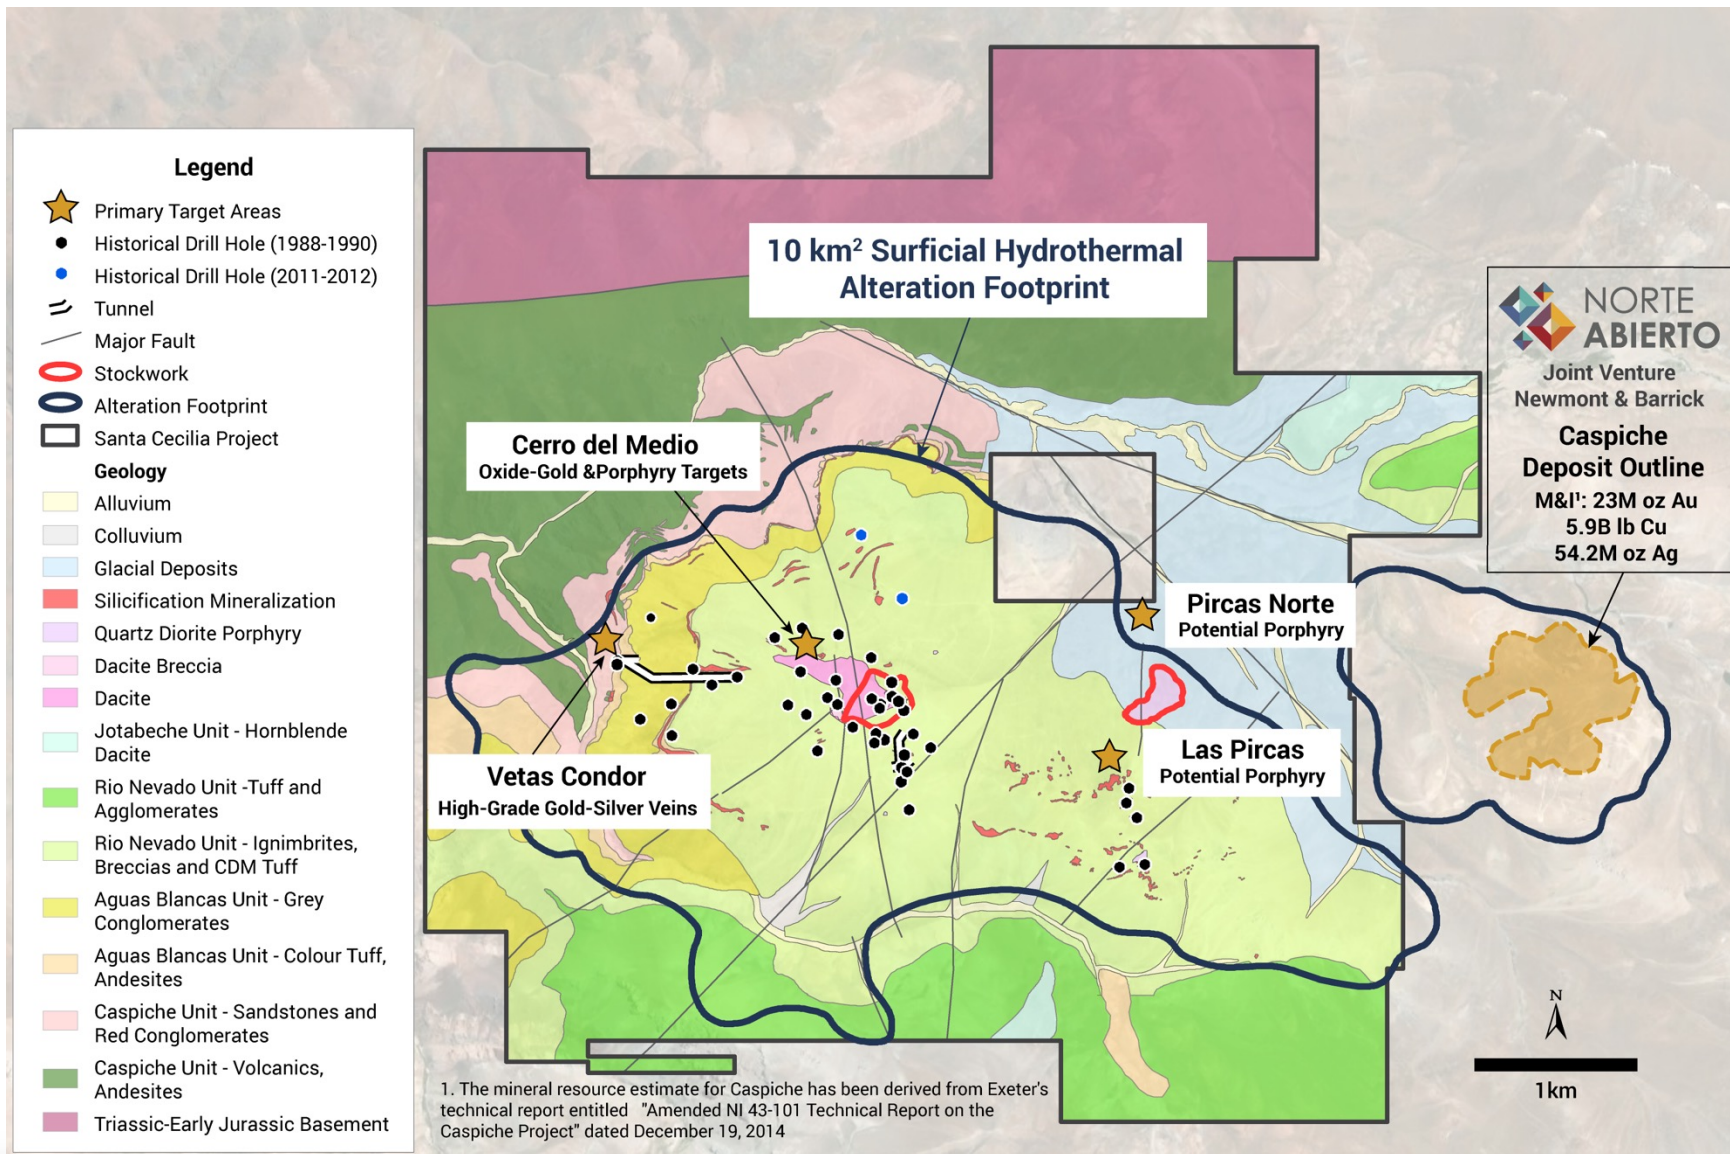 Legend
Primary Target Areas
Historical Drill Hole (1988-1990)
Historical Drill Hole (2011-2012)
Tunnel
Major Fault
Stockwork
Alteration Footprint
Santa Cecilia Project
Geology
Alluvium
Colluvium
Glacial Deposits
Silicification Mineralization
Quartz Diorite Porphyry
Dacite Breccia
Dacite
Jotabeche Unit - Hornblende
Dacite
Rio Nevado Unit -Tuff and
Agglomerates
Rio Nevado Unit - Ignimbrites,
Breccias and CDM Tuff
Aguas Blancas Unit - Grey
Conglomerates
Aguas Blancas Unit - Colour Tuff,
Andesites
Caspiche Unit - Sandstones and
Red Conglomerates
Caspiche Unit - Volcanics,
Andesites
Triassic-Early Jurassic Basement
10 km² Surficial Hydrothermal
Alteration Footprint
Cerro del Medio
Oxide-Gold &Porphyry Targets
Vetas Condor
High-Grade Gold-Silver Veins
Pircas Norte
Potential Porphyry
Las Pircas
Potential Porphyry
NORTE
ABIERTO
Joint Venture
Newmont & Barrick
Caspiche
Deposit Outline
M&I¹: 23M oz Au
5.9B lb Cu
54.2M oz Ag
N
1km
1. The mineral resource estimate for Caspiche has been derived from Exeter's
technical report entitled "Amended NI 43-101 Technical Report on the
Caspiche Project" dated December 19, 2014